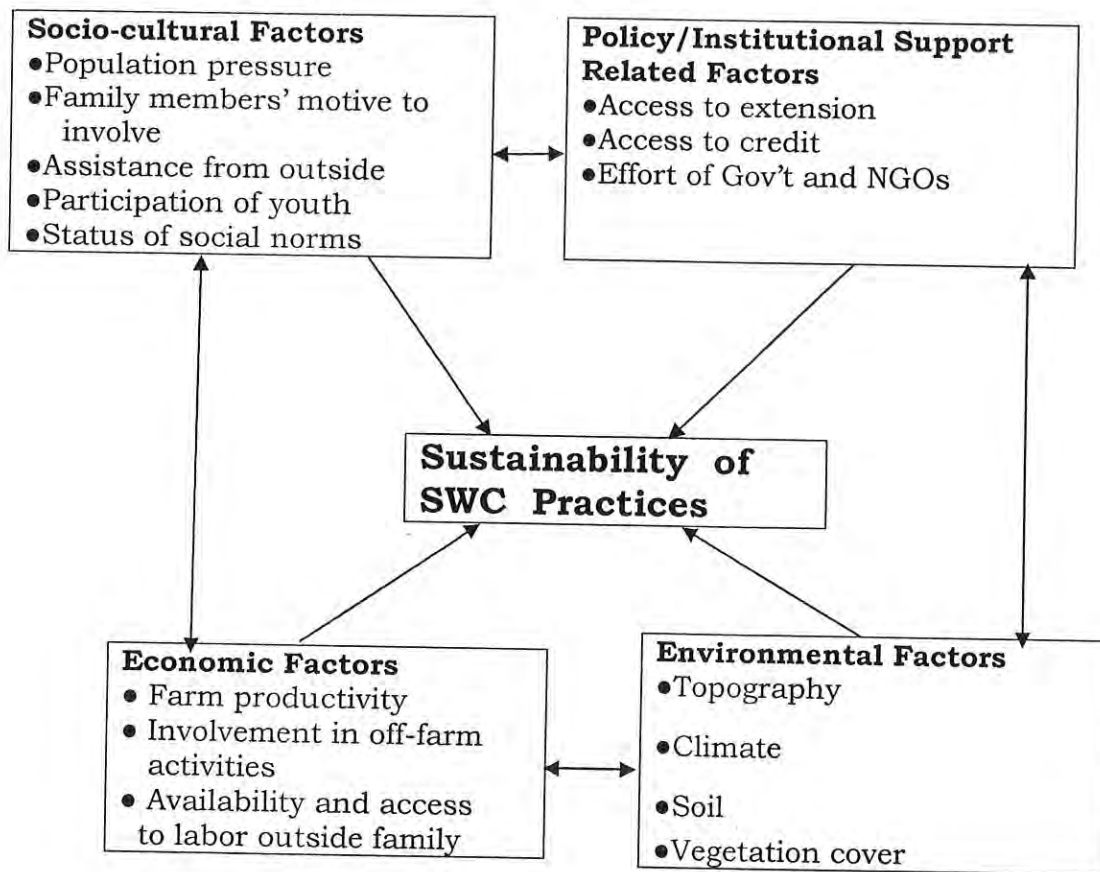 Socio-cultural Factors
●Population pressure
●Family members' motive to
involve
●Assistance from outside
●Participation of youth
●Status of social norms
Policy/Institutional Support
Related Factors
●Access to extension
●Access to credit
●Effort of Gov't and NGOs
Sustainability of
SWC Practices
Economic Factors
● Farm productivity
● Involvement in off-farm
activities
● Availability and access
to labor outside family
Environmental Factors
●Topography
●Climate
●Soil
●Vegetation cover